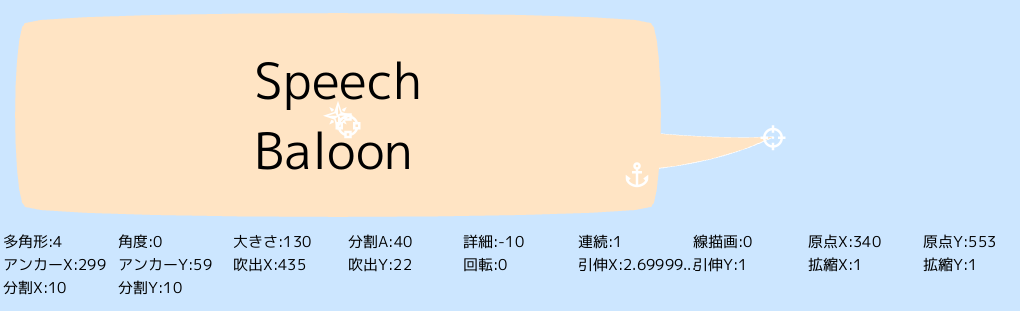 Speech
Baloon
多角形:4 角度:0 大きさ:130 分割A:40 詳細:-10 連続:1 線描画:0 原点X:340 原点Y:553
アンカーX:299 アンカーY:59 吹出X:435 吹出Y:22 回転:0 引伸X:2.69999.. 引伸Y:1 拡縮X:1 拡縮Y:1
分割X:10 分割Y:10